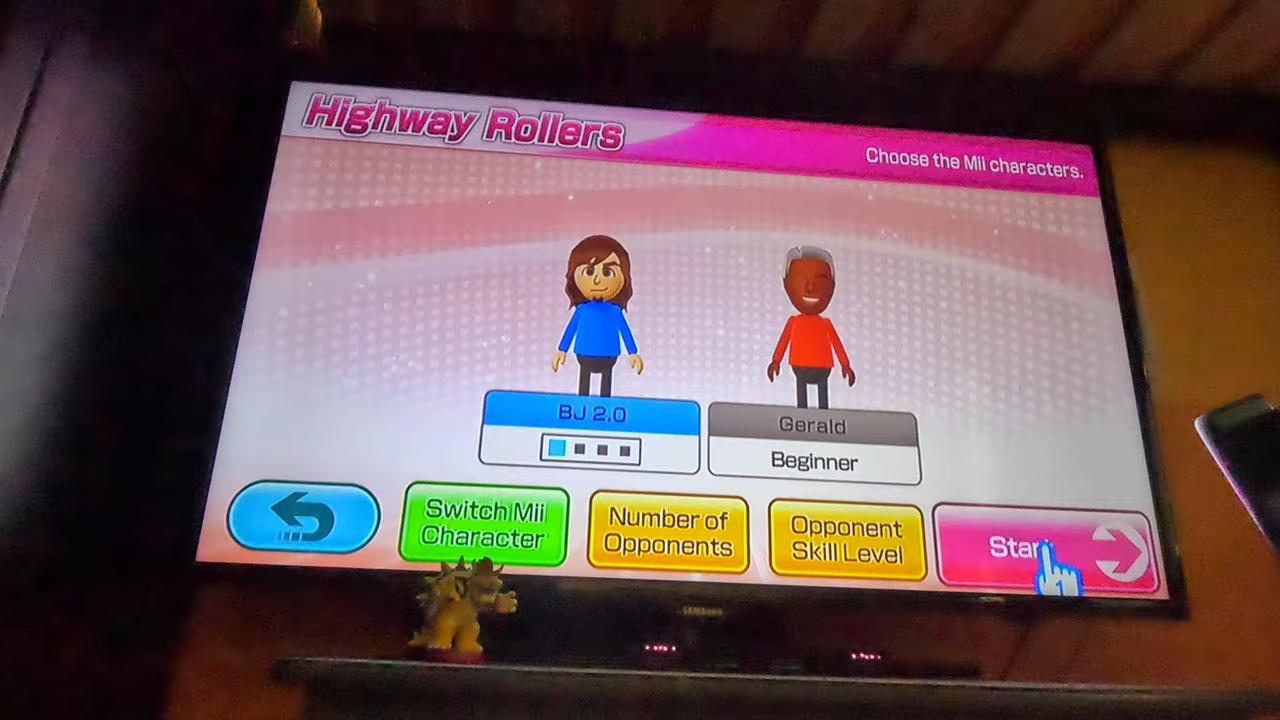 Highway Rollers
Choose the Mii characters.
BJ 2.0
Gerald
Beginner
Switch Mii
Character
Number of
Opponents
Opponent
Skill Level
Star
SAMSUNG